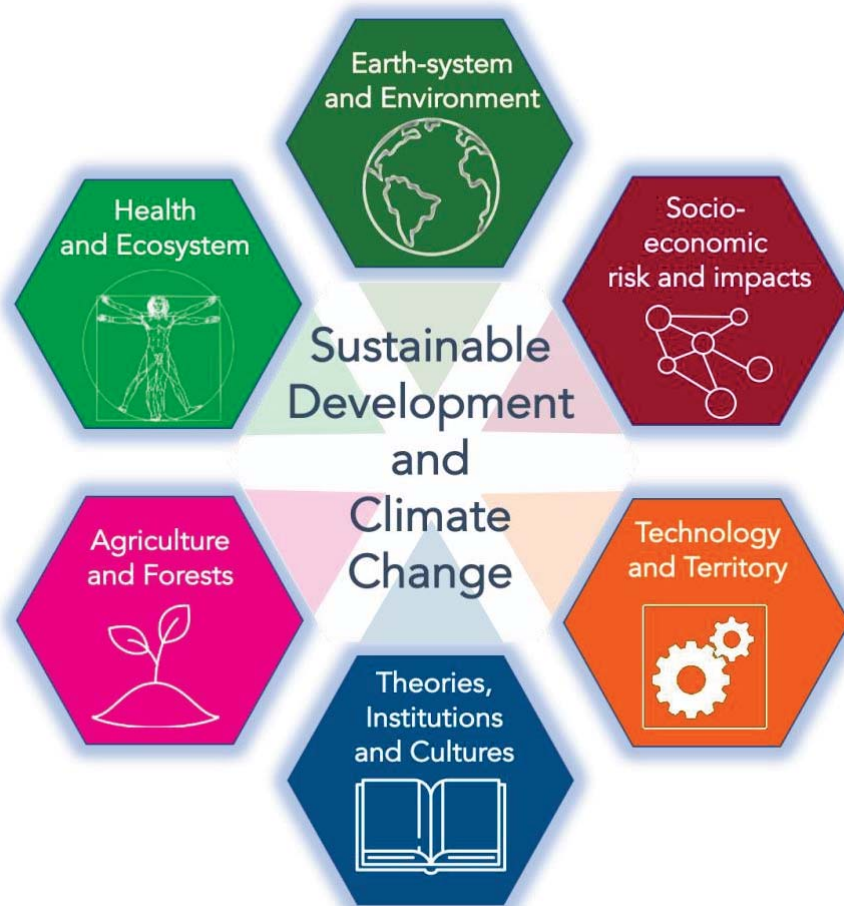 Earth-system
and Environment
Health
and Ecosystem
Socio-
economic
risk and impacts
Sustainable
Development
and
Climate
Change
Agriculture
and Forests
Technology
and Territory
Theories,
Institutions
and Cultures